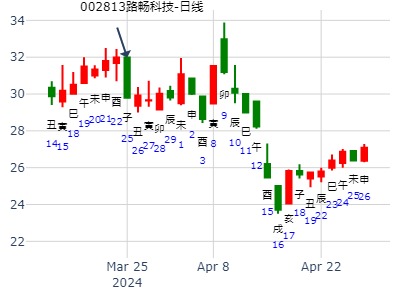 002813路畅科技-日线
34
32
30
28
26
24
22
丑 寅 巳 午 未 申 酉 子 丑 寅 卯 辰 未 申 酉 寅 卯 辰 巳 午 酉 戌 亥 子 丑 辰 巳 午 未 申
14 15 18 19 20 21 22 25 26 27 28 29 1 2 3 8 9 10 11 12 15 16 17 18 19 22 23 24 25 26
Mar 25 Apr 8 Apr 22
2024